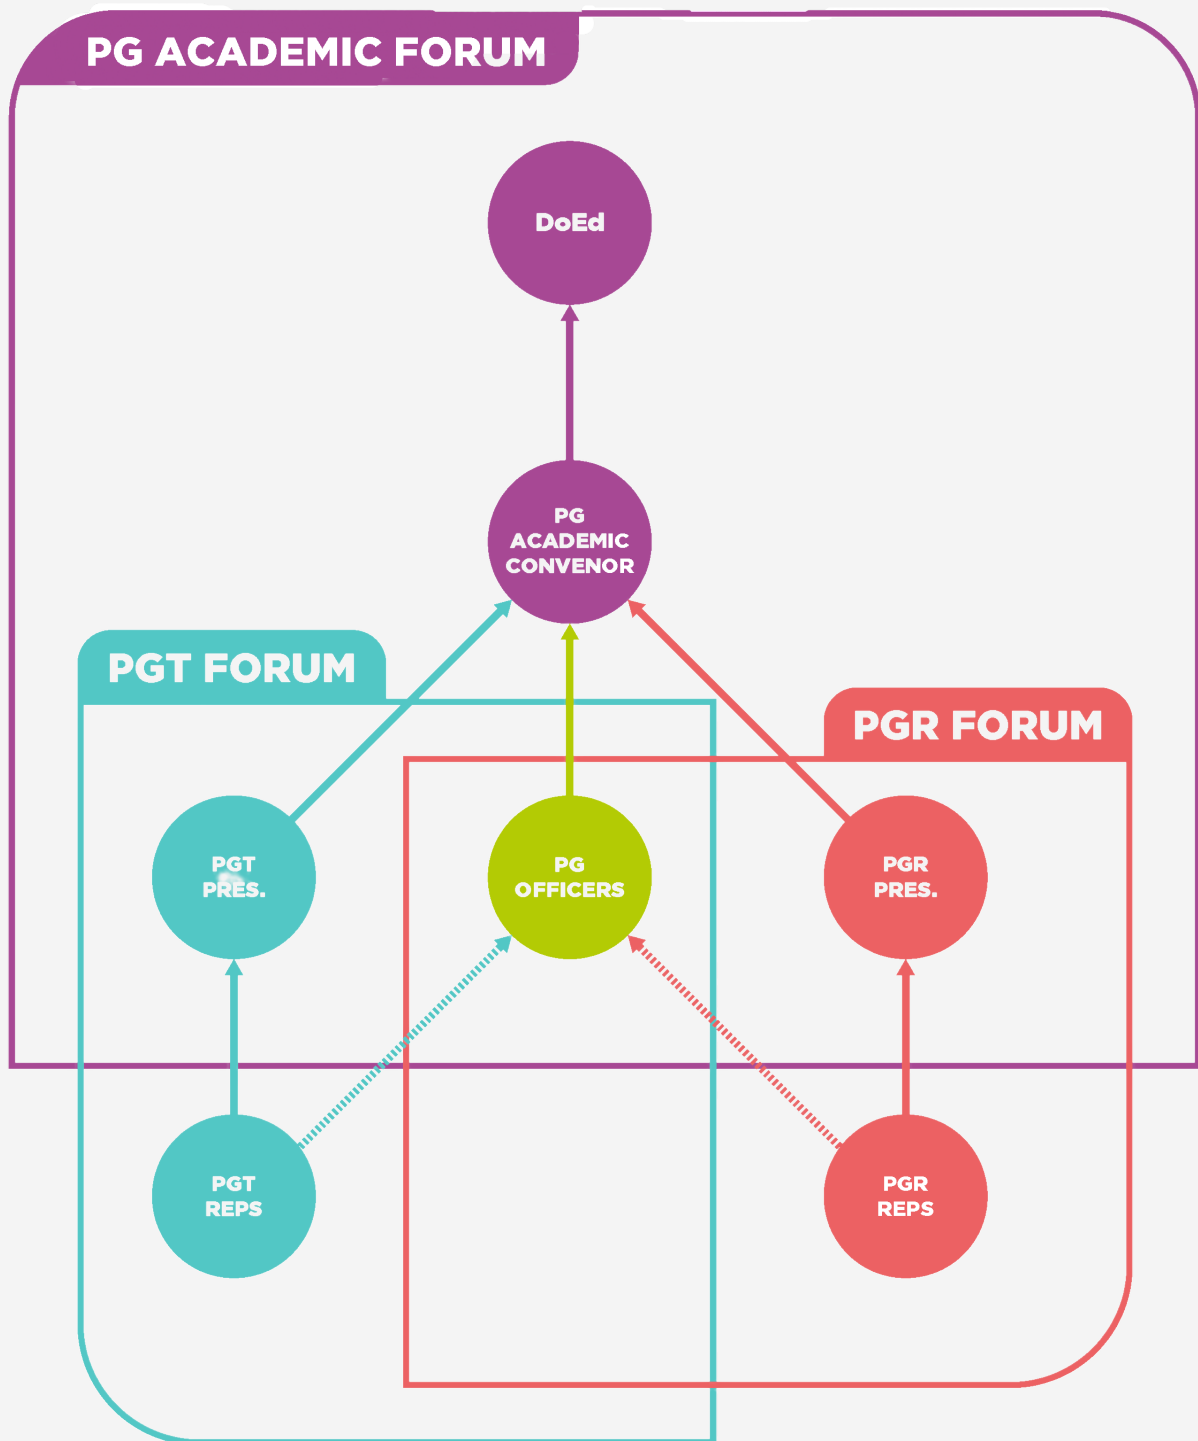 PG ACADEMIC FORUM
DoEd
PG
ACADEMIC
CONVENOR
PGT FORUM
PGR FORUM
PGT
PRES.
PG
OFFICERS
PGR
PRES.
PGT
REPS
PGR
REPS